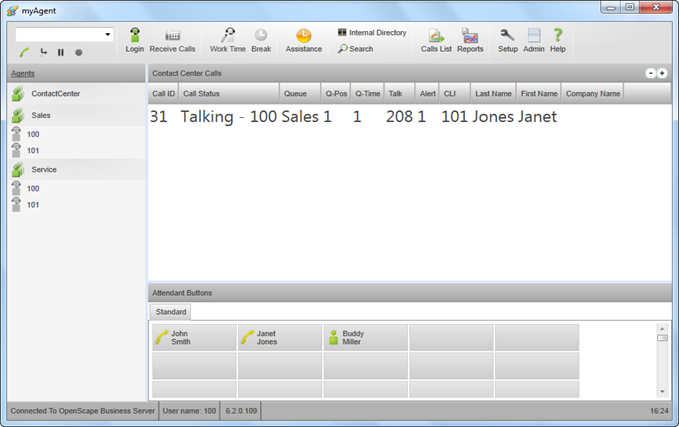 myAgent
Login Receive Calls Work Time Break Assistance Internal Directory Search Calls List Reports Setup Admin Help
Agents
ContactCenter
Sales
100
101
Service
100
101
Contact Center Calls
Call ID Call Status Queue Q-Pos Q-Time Talk Alert CLI Last Name First Name Company Name
31 Talking - 100 Sales 1 1 208 1 101 Jones Janet
Attendant Buttons
Standard
John Smith
Janet Jones
Buddy Miller
Connected To OpenScape Business Server User name: 100 6.2.0.109 16:24